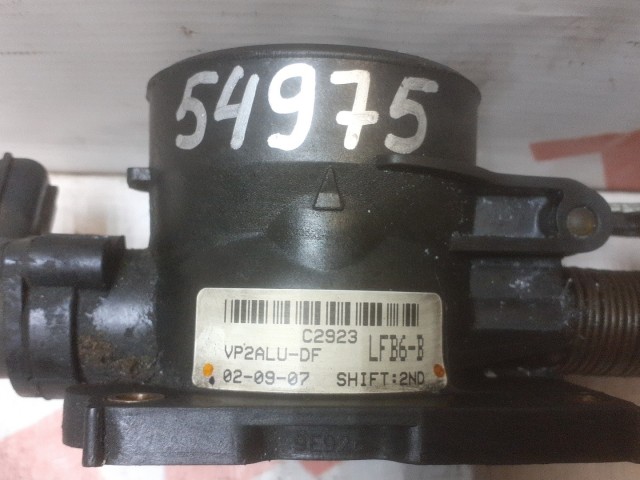 54975
C2923
VP2ALU-DF LFB6-B
02-09-07 SHIFT:2ND